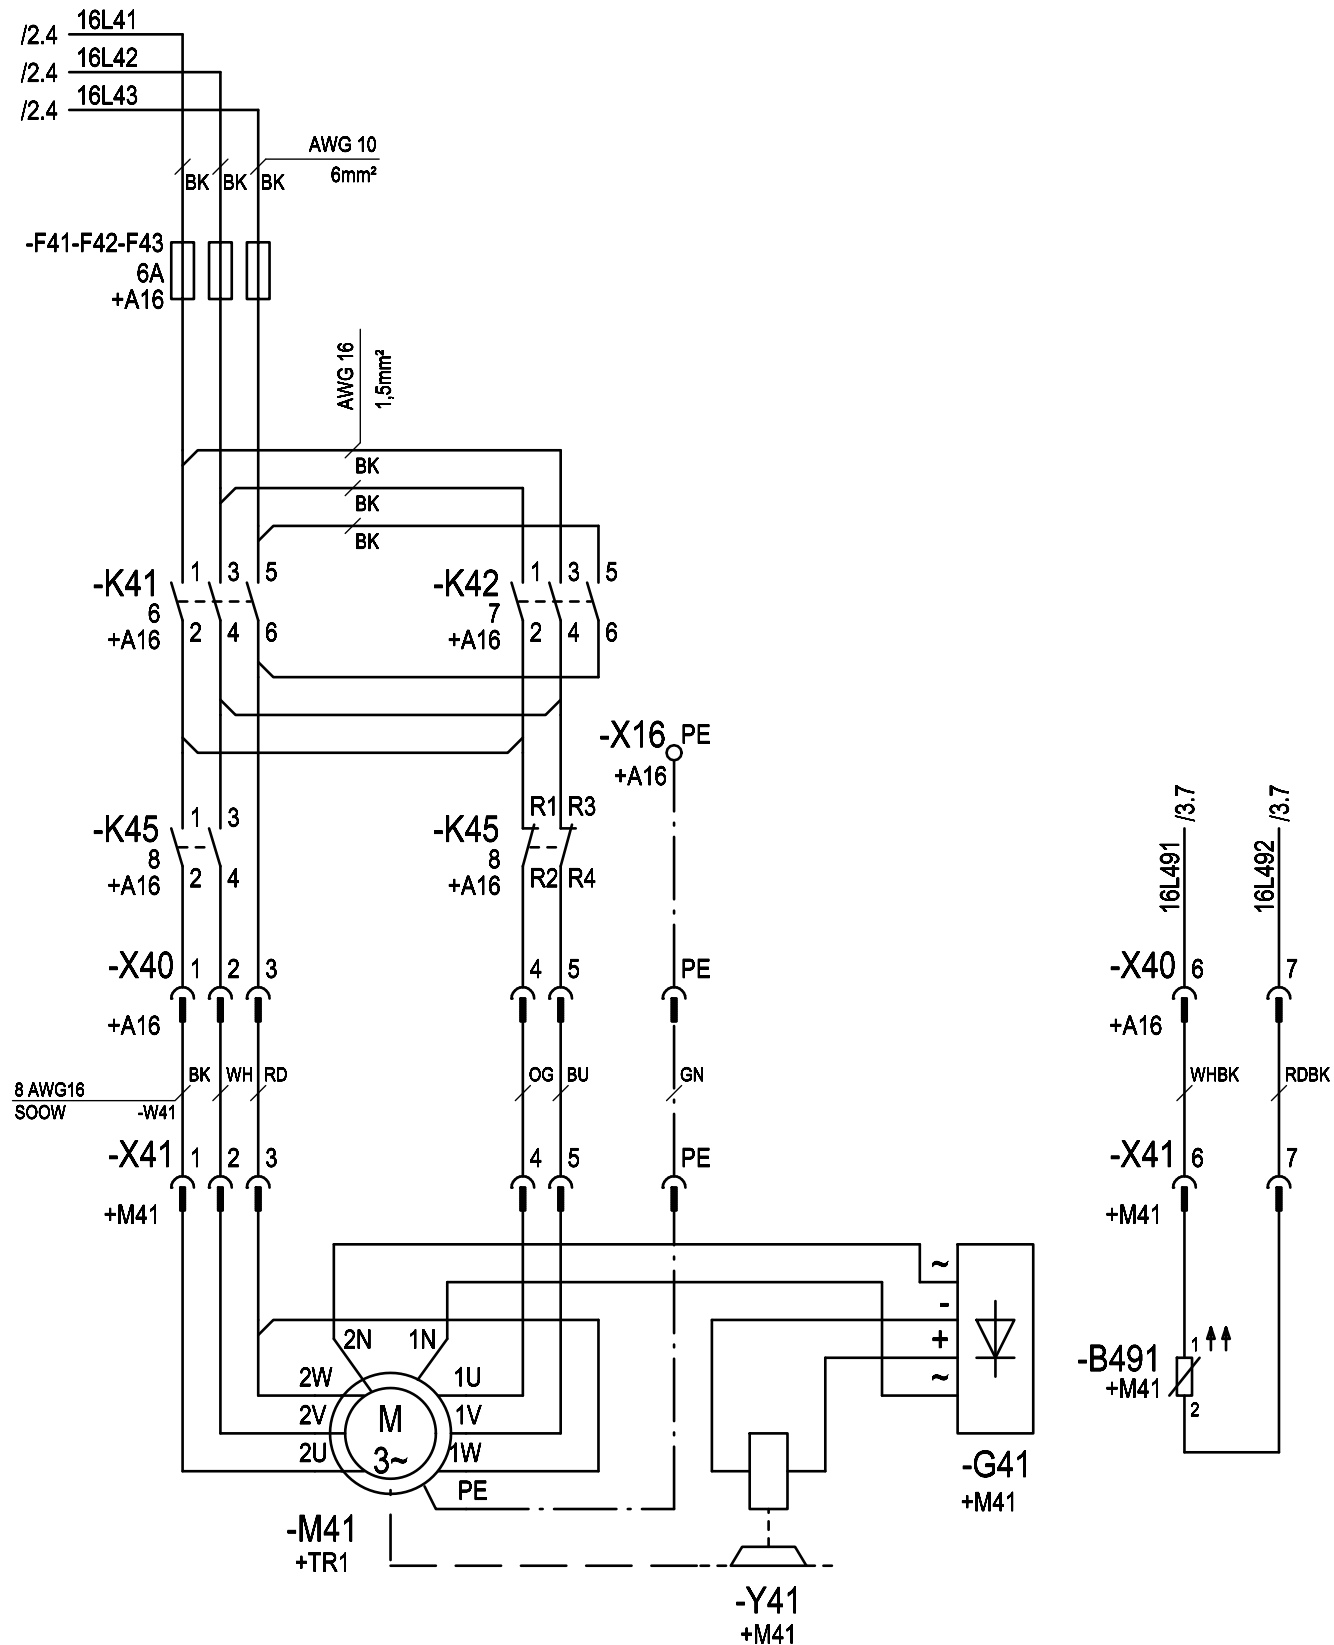 16L41
/2.4
16L42
/2.4
16L43
/2.4
AWG 10
6mm²
BK BK BK
-F41-F42-F43
6A
+A16
AWG 16
1,5mm²
BK
BK
BK
1 3 5
-K41
6
+A16
2 4 6
1 3 5
-K42
7
+A16
2 4 6
-X16 PE
+A16
1 3
-K45
8
+A16
2 4
R1 R3
-K45
8
+A16
R2 R4
/3.7 /3.7
16L491 16L492
-X40 1 2 3 4 5 PE
+A16
-X40 6 7
+A16
BK WH RD OG BU GN
WHBK RDBK
8 AWG16
SOOW -W41
-X41 1 2 3 4 5 PE
+M41
-X41 6 7
+M41
~
-
+
~
2N 1N
2W 1U
2V M 1V
2U 3~ 1W
PE
-M41
+TR1
-G41
+M41
-Y41
+M41
1
-B491
+M41
2